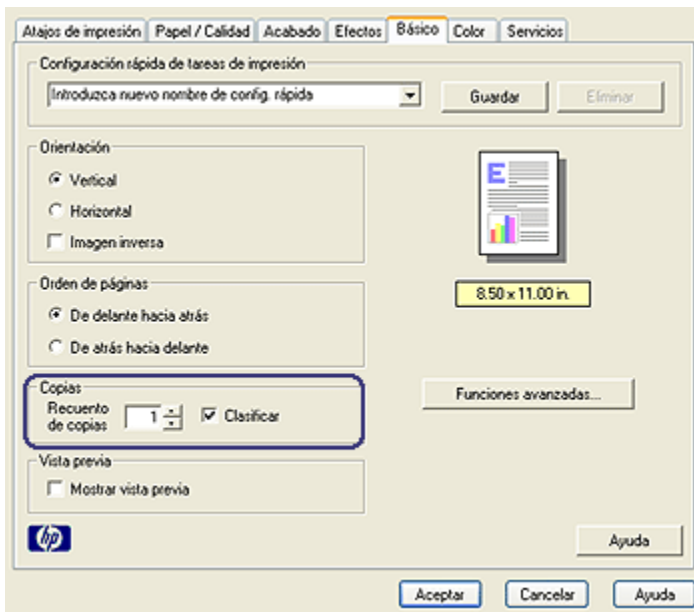 Atajos de impresión Papel / Calidad Acabado Efectos Básico Color Servicios
Configuración rápida de tareas de impresión
Introduzca nuevo nombre de config. rápida Guardar Eliminar
Orientación
Vertical
Horizontal
Imagen inversa
E
8.50 x 11.00 in.
Orden de páginas
De delante hacia atrás
De atrás hacia delante
Copias
Recuento de copias 1 Clasificar
Funciones avanzadas...
Vista previa
Mostrar vista previa
hp
Ayuda
Aceptar Cancelar Ayuda